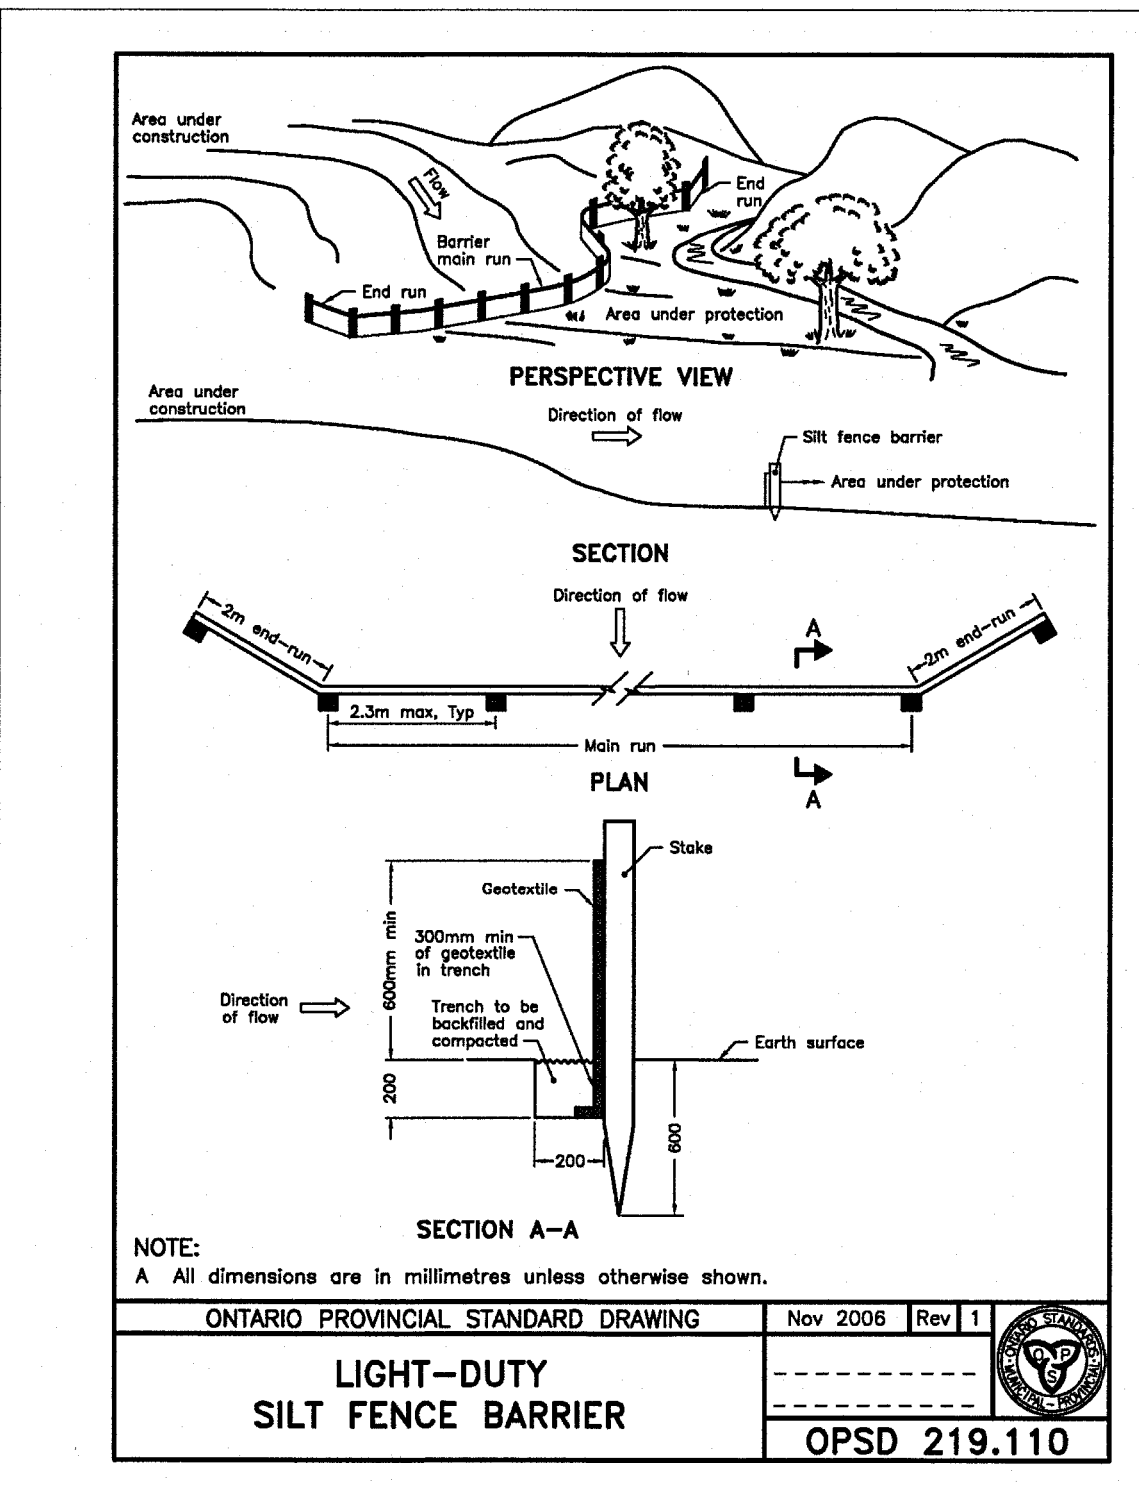 Area under
construction
Flow
End
run
Barrier
main run
End run
Area under protection
PERSPECTIVE VIEW
Area under
construction
Direction of flow
Silt fence barrier
Area under protection
SECTION
Direction of flow
2m end-run
A
2m end-run
2.3m max, Typ
Main run
PLAN
A
Stake
Geotextile
600mm min
300mm min
of geotextile
in trench
Direction
of flow
Trench to be
backfilled and
compacted
Earth surface
200
600
200
SECTION A-A
NOTE:
A All dimensions are in millimetres unless otherwise shown.
ONTARIO PROVINCIAL STANDARD DRAWING
Nov 2006
Rev
1
LIGHT-DUTY
SILT FENCE BARRIER
ONTARIO STANDARDS
MUNICIPAL - PROVINCIAL
O P
S
OPSD 219.110